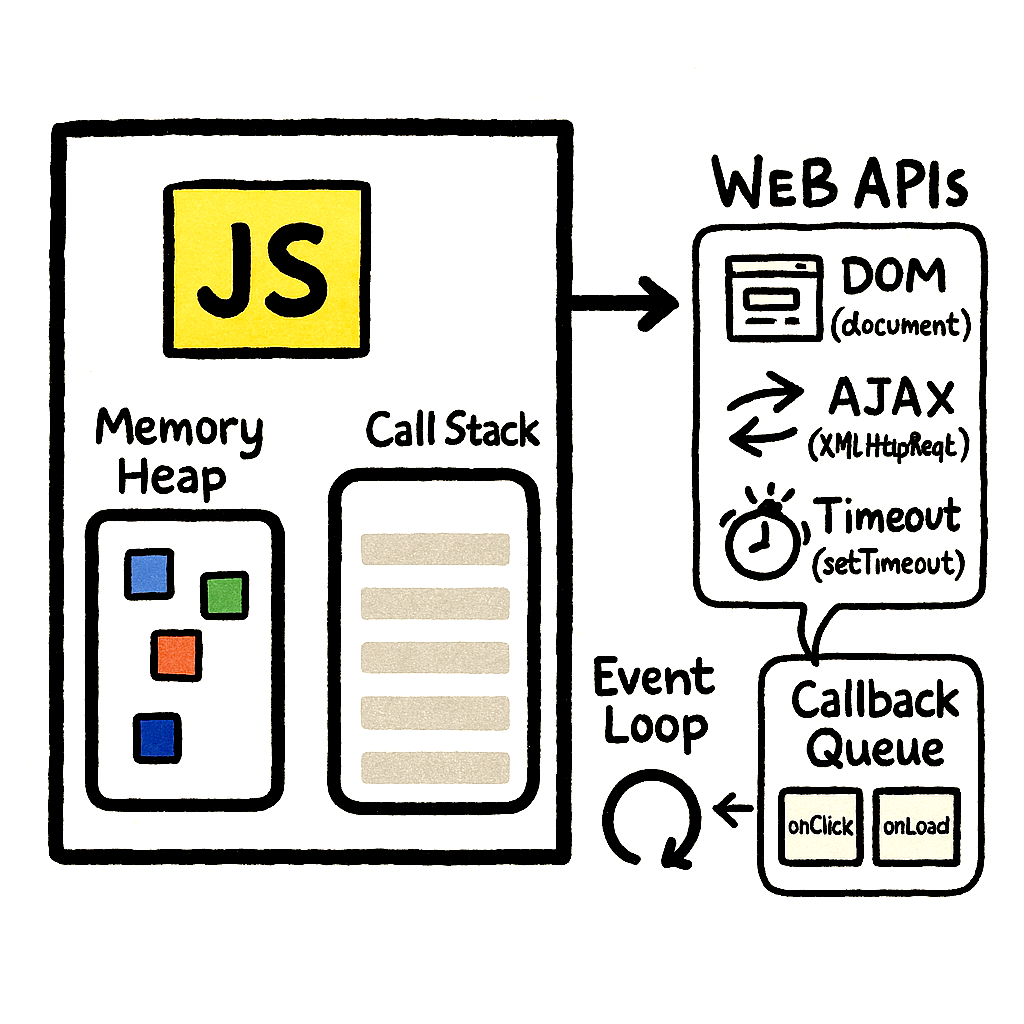 JS
Memory
Heap
Call Stack
WEB APIs
DOM
(document)
AJAX
(XMLHttpReqt)
Timeout
(setTimeout)
Event
Loop
Callback
Queue
onClick
onLoad